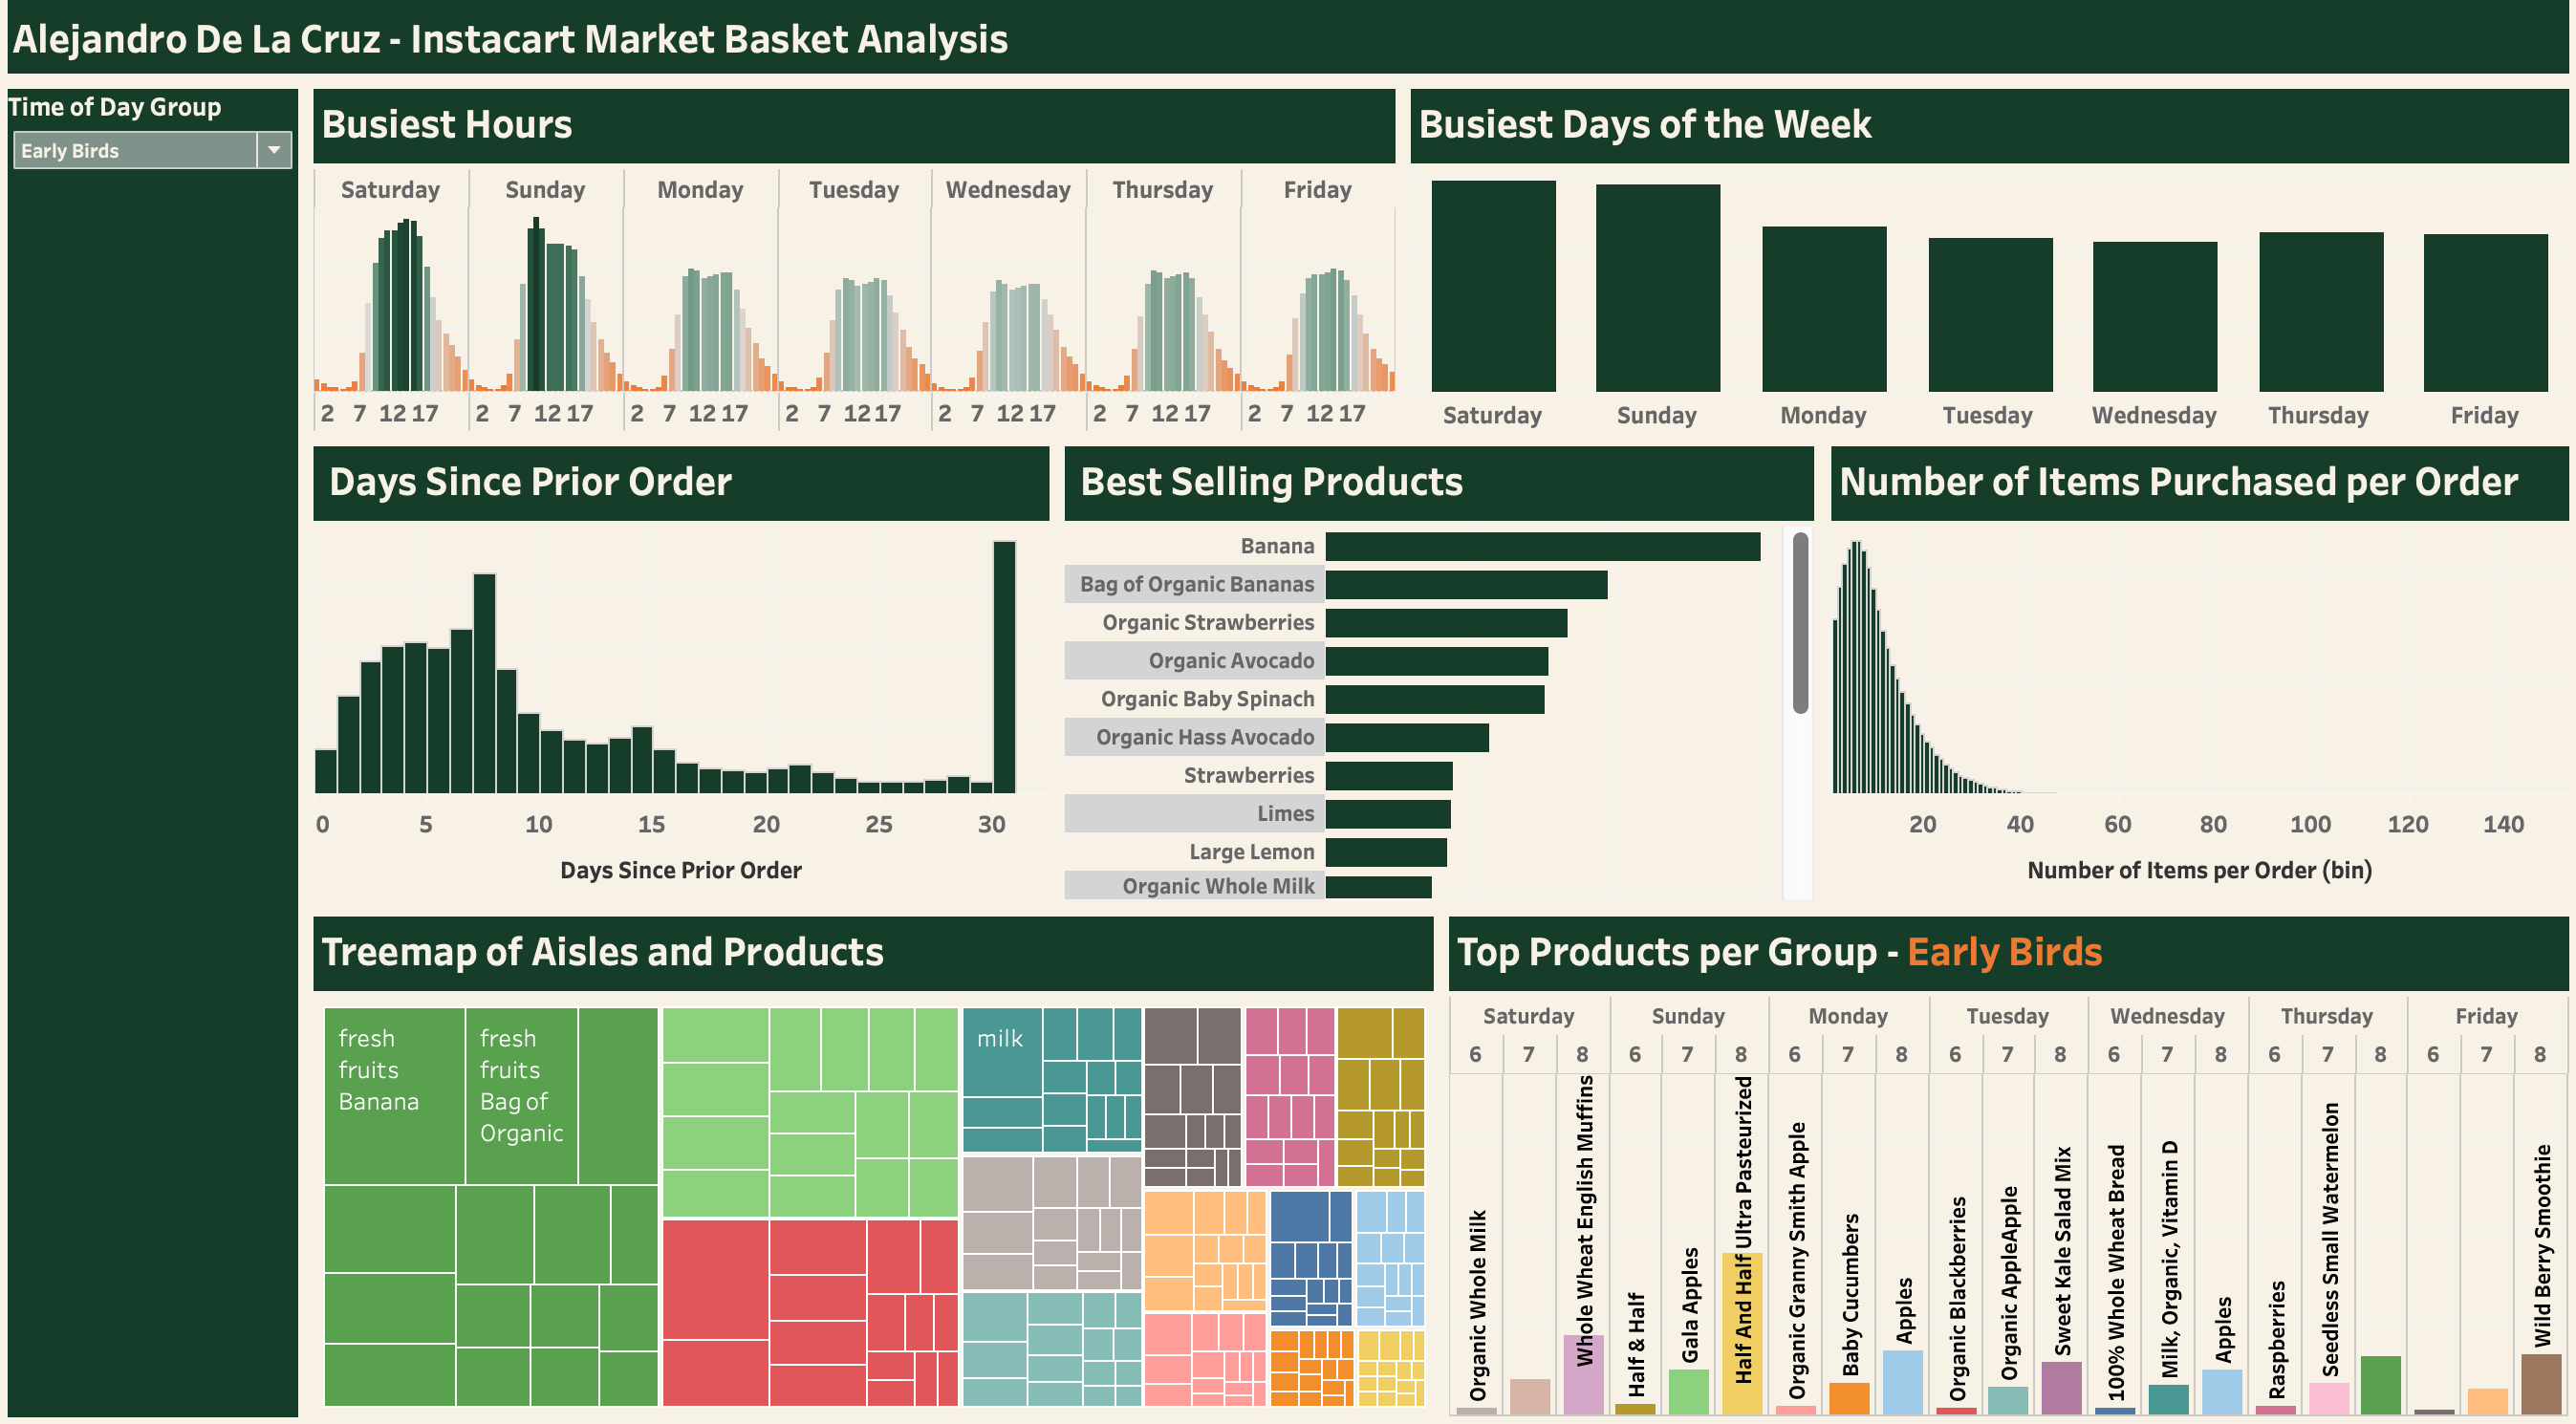 Alejandro De La Cruz - Instacart Market Basket Analysis
Time of Day Group
Early Birds
Busiest Hours
Saturday Sunday Monday Tuesday Wednesday Thursday Friday
2 7 12 17 2 7 12 17 2 7 12 17 2 7 12 17 2 7 12 17 2 7 12 17 2 7 12 17
Busiest Days of the Week
Saturday Sunday Monday Tuesday Wednesday Thursday Friday
Days Since Prior Order
0 5 10 15 20 25 30
Days Since Prior Order
Best Selling Products
Banana
Bag of Organic Bananas
Organic Strawberries
Organic Avocado
Organic Baby Spinach
Organic Hass Avocado
Strawberries
Limes
Large Lemon
Organic Whole Milk
Number of Items Purchased per Order
20 40 60 80 100 120 140
Number of Items per Order (bin)
Treemap of Aisles and Products
fresh
fruits
Banana
fresh
fruits
Bag of
Organic
milk
Top Products per Group - Early Birds
Saturday Sunday Monday Tuesday Wednesday Thursday Friday
6 7 8 6 7 8 6 7 8 6 7 8 6 7 8 6 7 8 6 7 8
Organic Whole Milk
Whole Wheat English Muffins
Half & Half
Gala Apples
Half And Half Ultra Pasteurized
Organic Granny Smith Apple
Baby Cucumbers
Apples
Organic Blackberries
Organic AppleApple
Sweet Kale Salad Mix
100% Whole Wheat Bread
Milk, Organic, Vitamin D
Apples
Raspberries
Seedless Small Watermelon
Wild Berry Smoothie